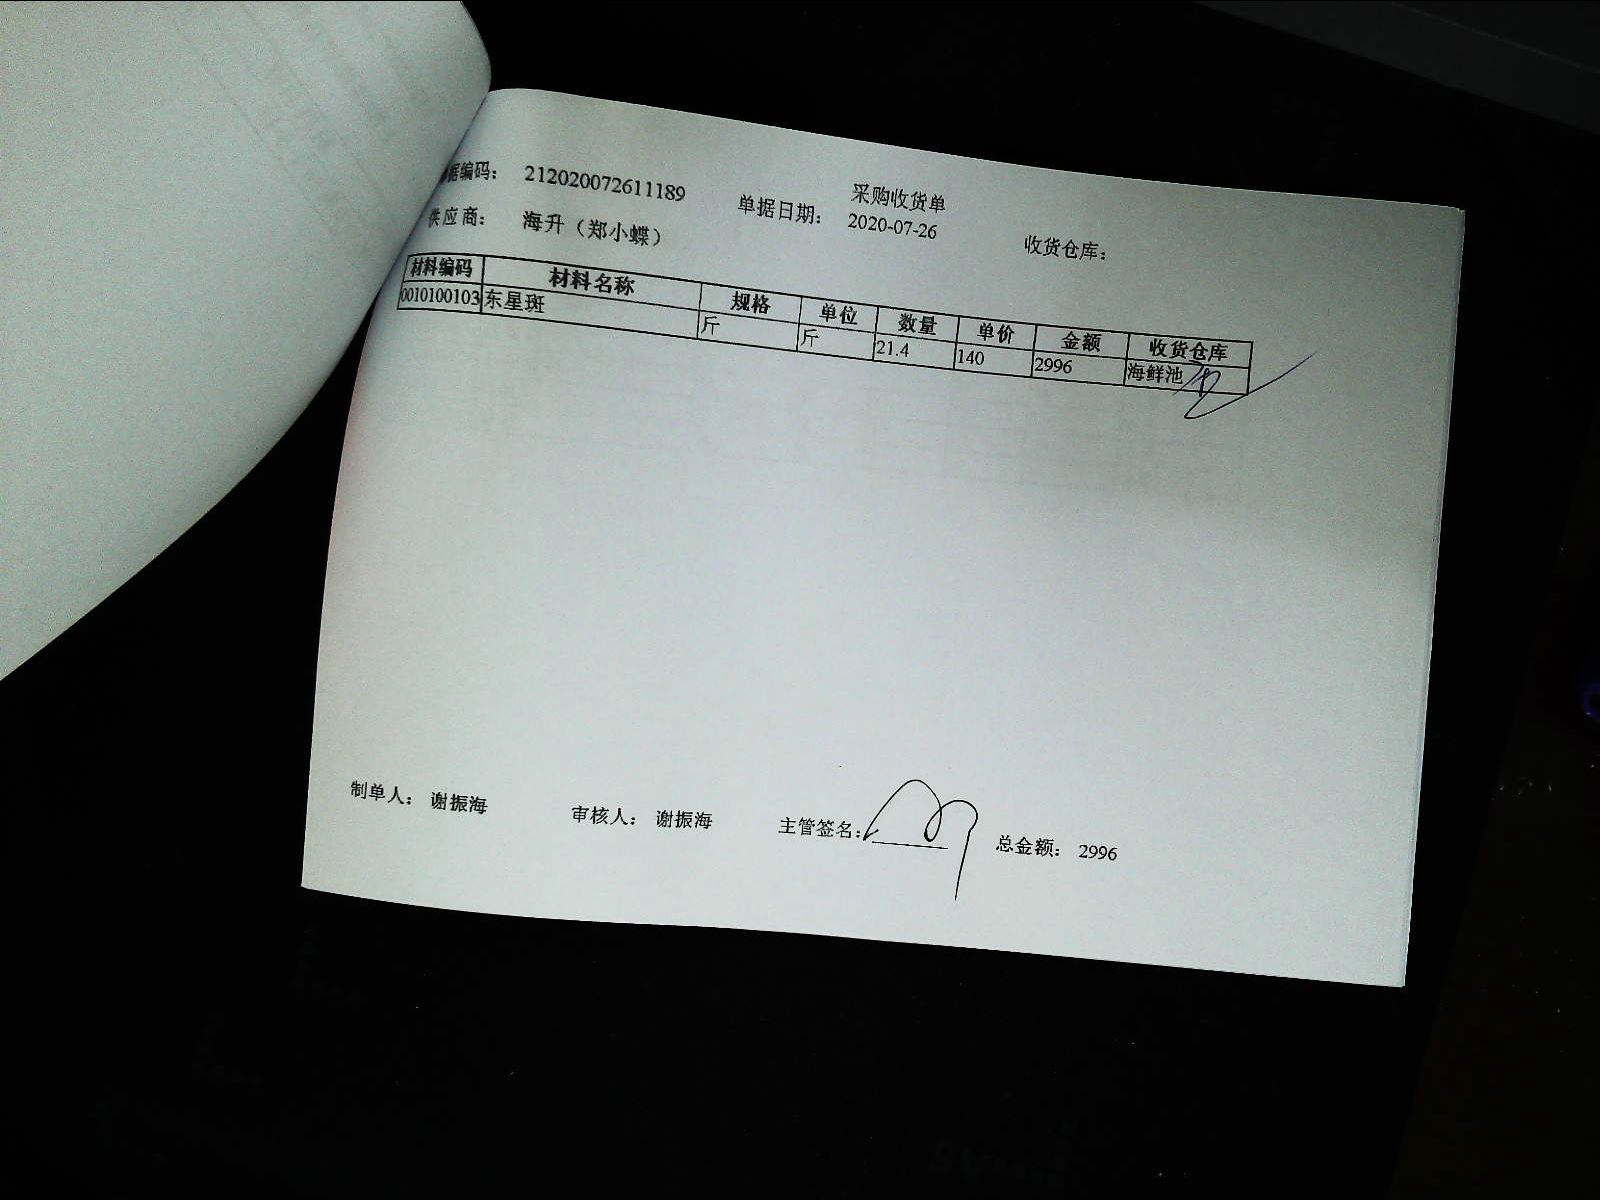 采购收货单
据编码： 212020072611189 单据日期： 2020-07-26 收货仓库：
供应商： 海升（郑小蝶）
材料编码 材料名称 规格 单位 数量 单价 金额 收货仓库
0010100103 东星斑 斤 斤 21.4 140 2996 海鲜池
制单人： 谢振海 审核人： 谢振海 主管签名： 总金额： 2996